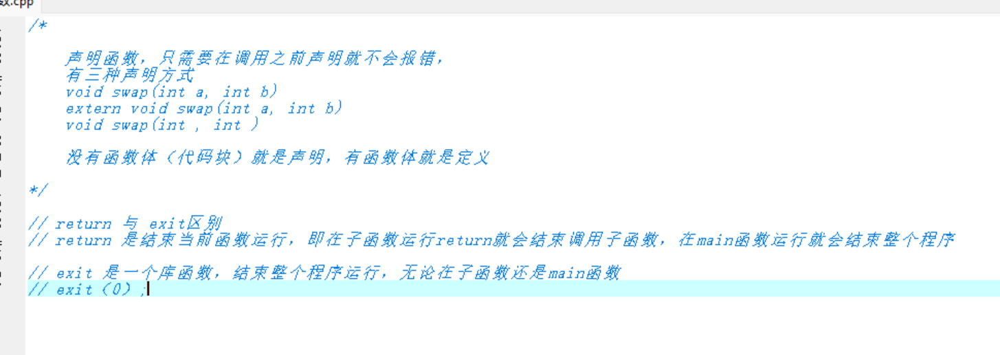 数.cpp
/*
声明函数，只需要在调用之前声明就不会报错，
有三种声明方式
void swap(int a, int b)
extern void swap(int a, int b)
void swap(int , int )
没有函数体（代码块）就是声明，有函数体就是定义
*/
// return 与 exit区别
// return 是结束当前函数运行，即在子函数运行return就会结束调用子函数，在main函数运行就会结束整个程序
// exit 是一个库函数，结束整个程序运行，无论在子函数还是main函数
// exit（0）;